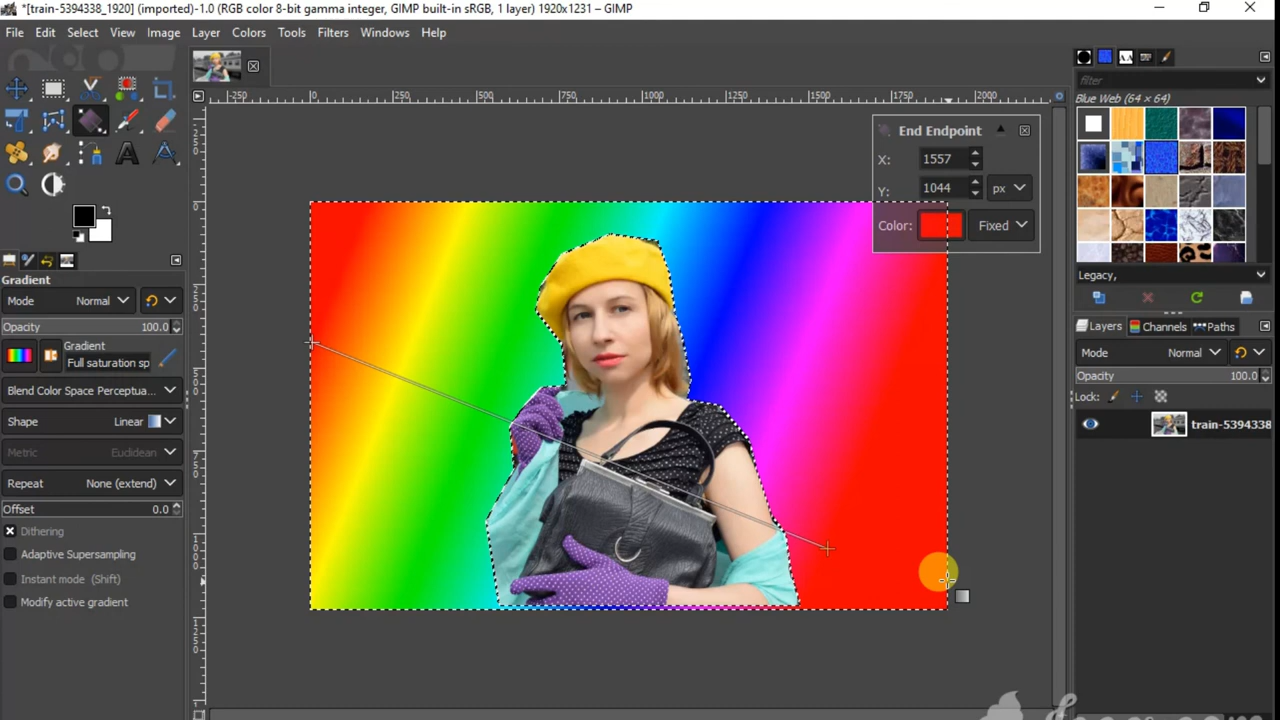 *[train-5394338_1920] (imported)-1.0 (RGB color 8-bit gamma integer, GIMP built-in sRGB, 1 layer) 1920x1231 – GIMP
File Edit Select View Image Layer Colors Tools Filters Windows Help
-250 0 250 500 750 1000 1250 1500 1750 2000
filter
Blue Web (64 × 64)
End Endpoint
X: 1557
Y: 1044 px
Color: Fixed
Gradient
Mode Normal
Opacity 100.0
Gradient
Full saturation sp
Blend Color Space Perceptua...
Shape Linear
Metric Euclidean
Repeat None (extend)
Offset 0.0
Dithering
Adaptive Supersampling
Instant mode (Shift)
Modify active gradient
Legacy,
Layers Channels Paths
Mode Normal
Opacity 100.0
Lock:
train-5394338